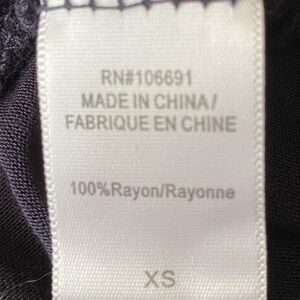 RN#106691
MADE IN CHINA/
FABRIQUE EN CHINE
100%Rayon/Rayonne
XS